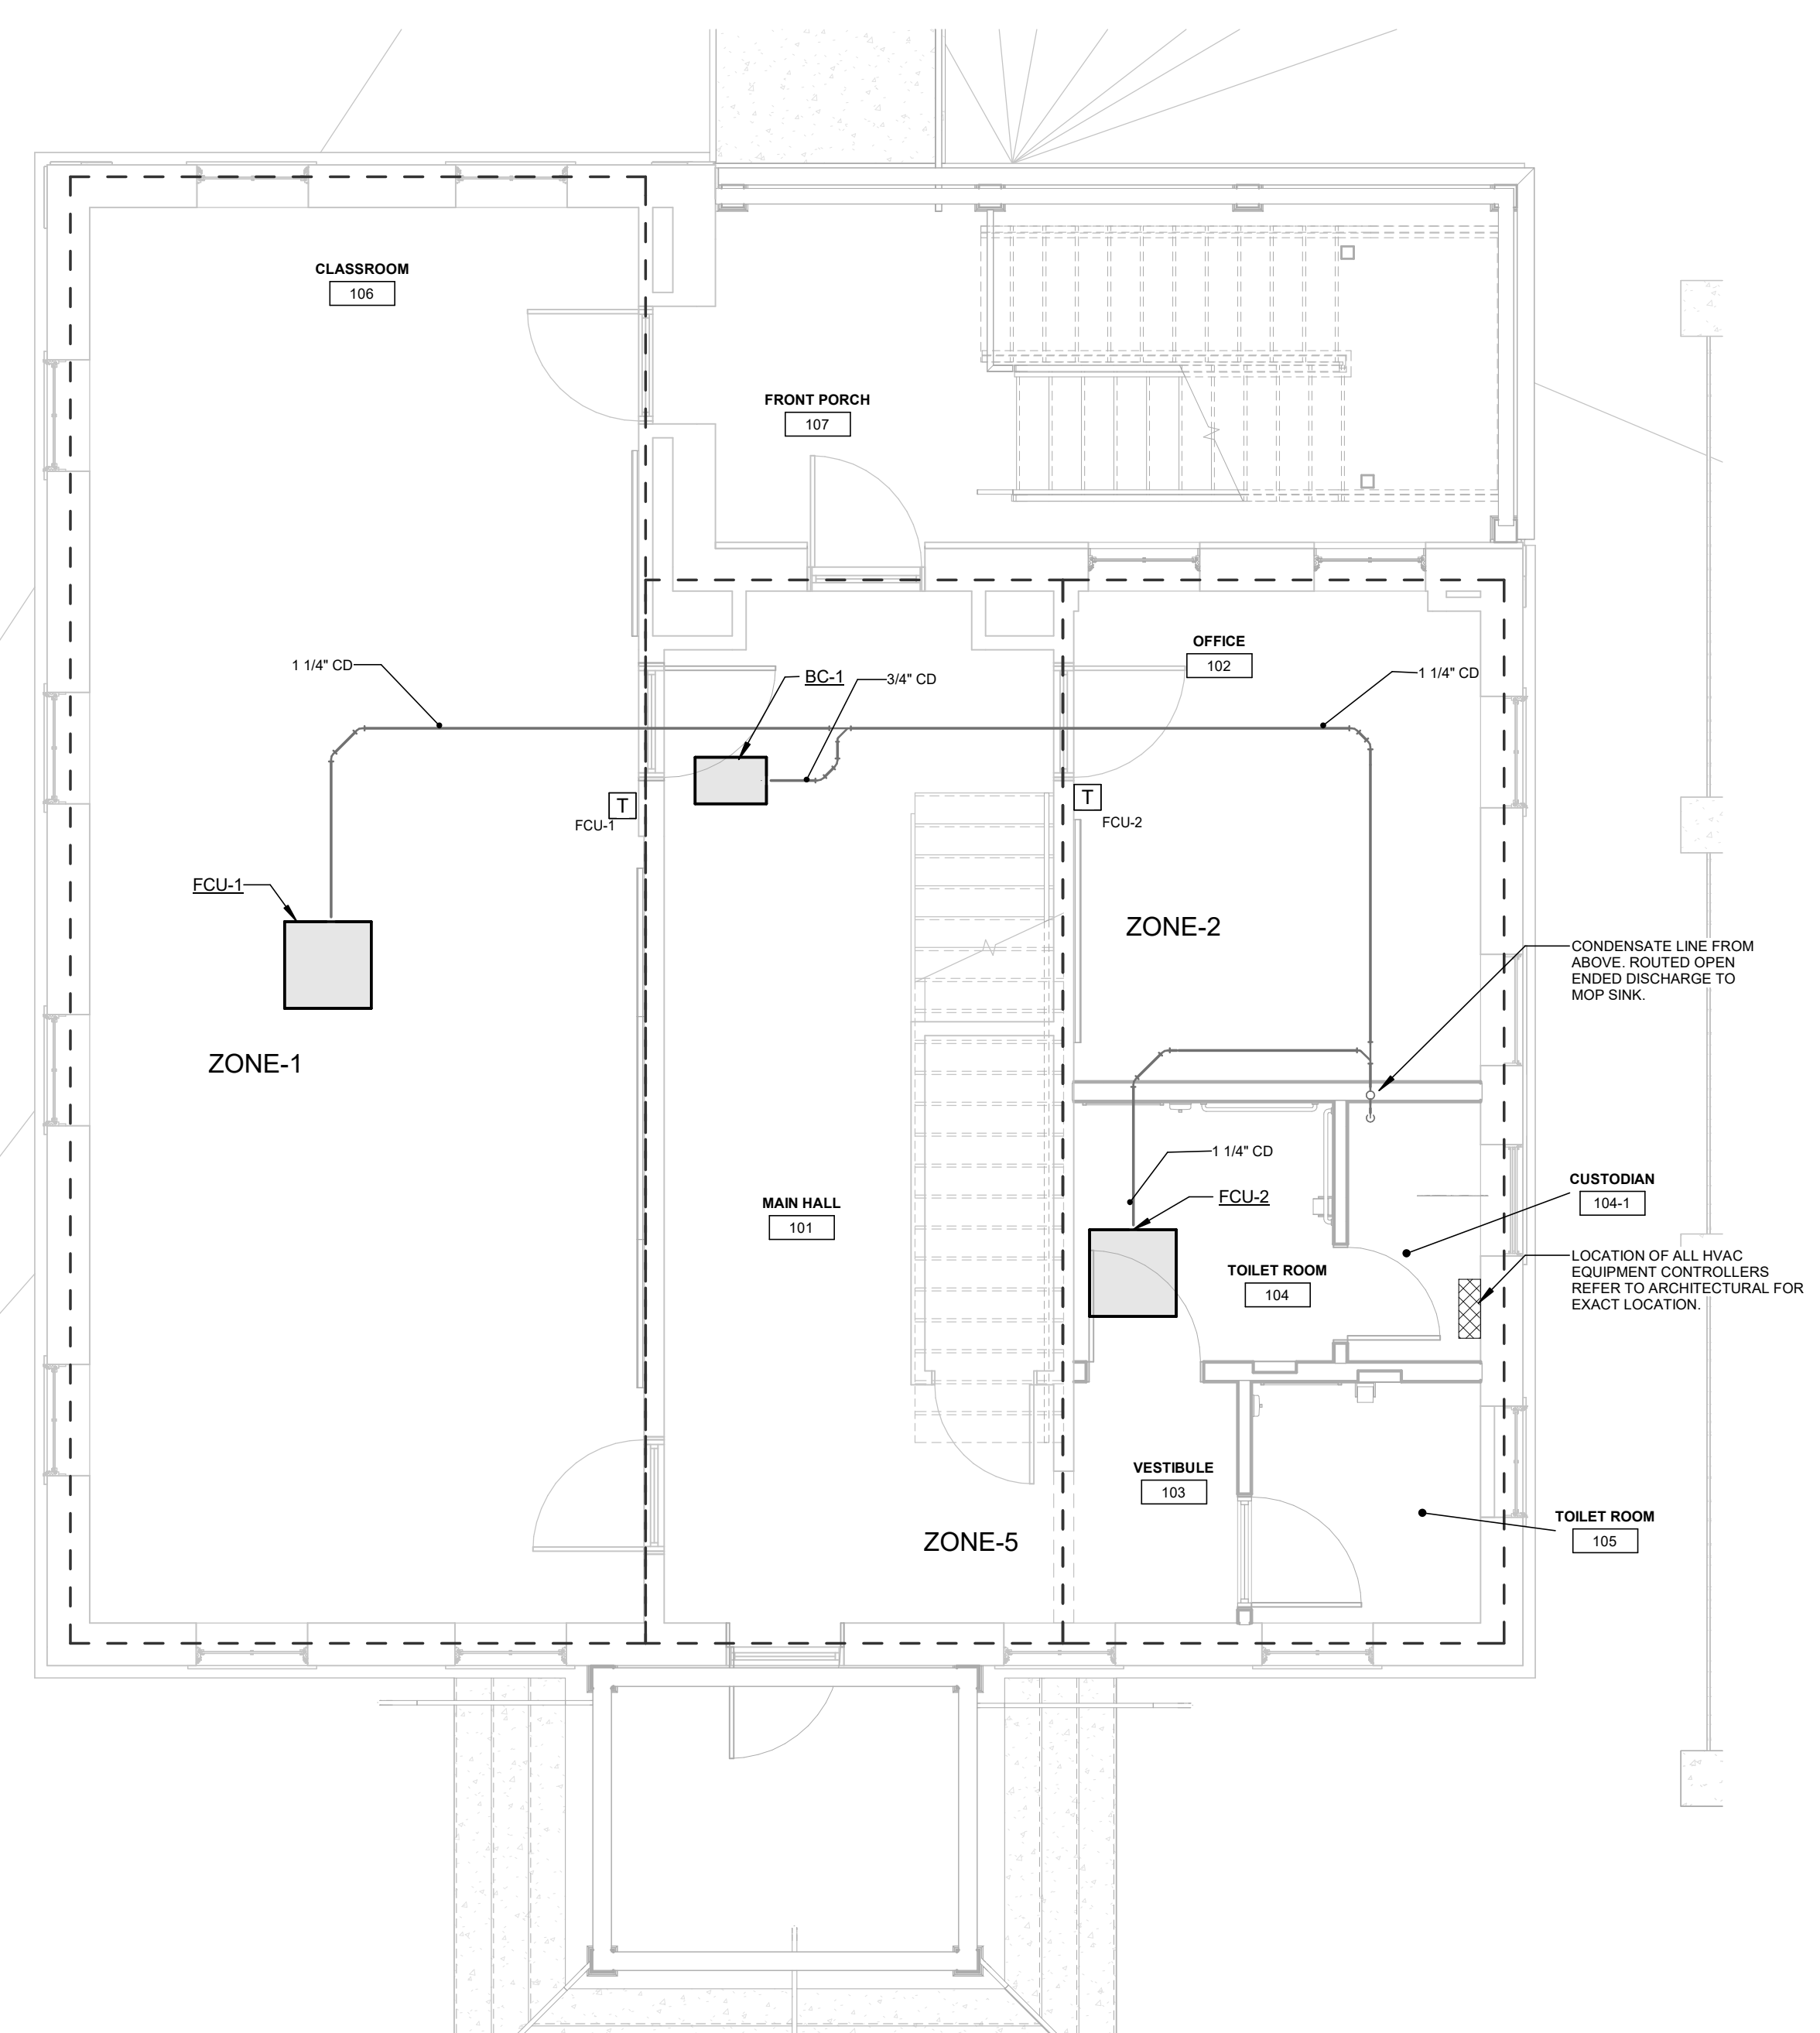 CLASSROOM
106
FRONT PORCH
107
OFFICE
102
1 1/4" CD
BC-1
3/4" CD
1 1/4" CD
T
FCU-1
T
FCU-2
FCU-1
ZONE-2
CONDENSATE LINE FROM
ABOVE. ROUTED OPEN
ENDED DISCHARGE TO
MOP SINK.
ZONE-1
1 1/4" CD
FCU-2
CUSTODIAN
104-1
MAIN HALL
101
LOCATION OF ALL HVAC
EQUIPMENT CONTROLLERS
REFER TO ARCHITECTURAL FOR
EXACT LOCATION.
TOILET ROOM
104
VESTIBULE
103
ZONE-5
TOILET ROOM
105